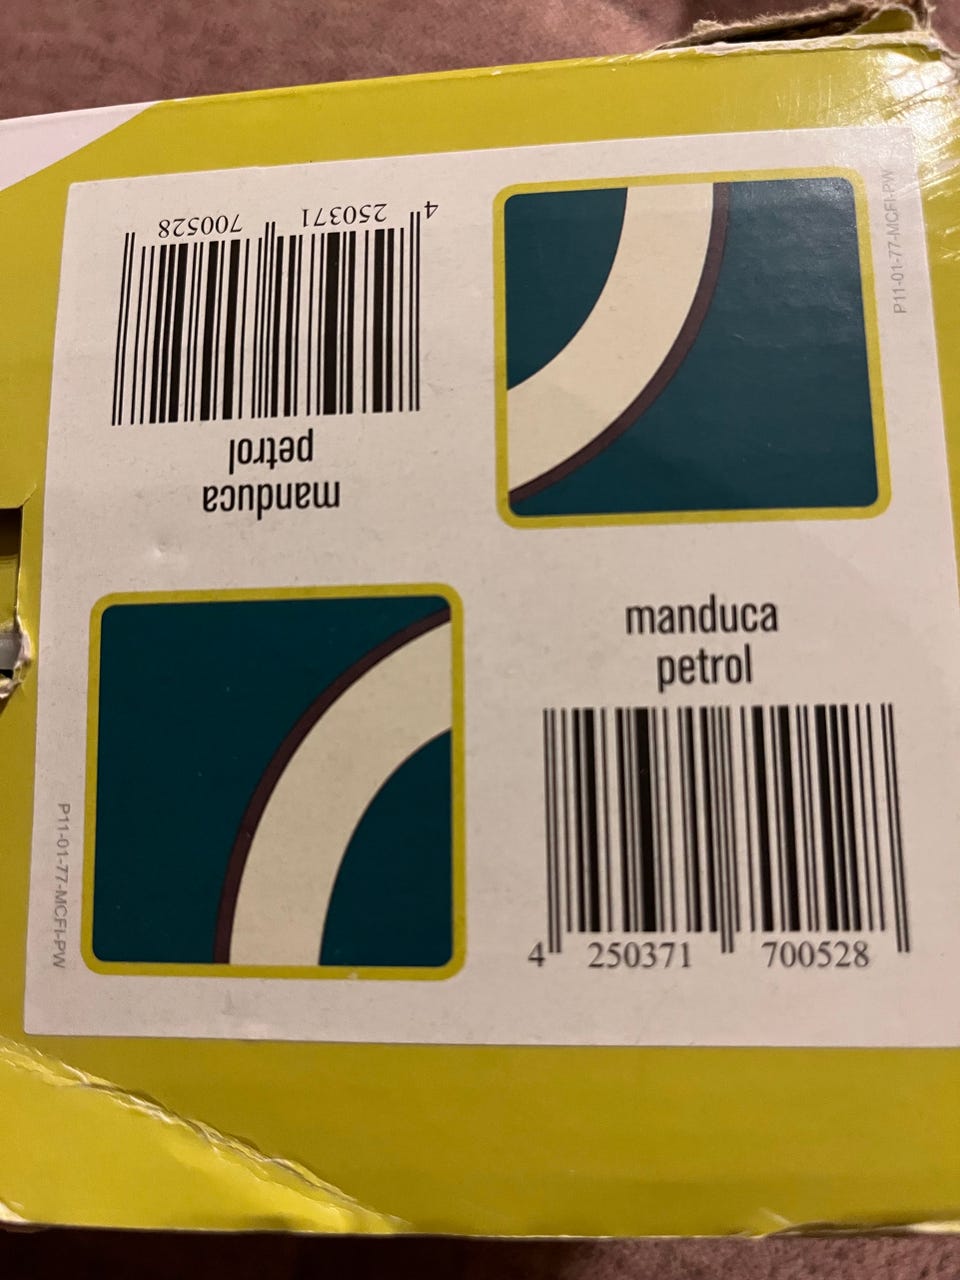 4 250371 700528
manduca
petrol
P11-01-77-MCFI-PW
manduca
petrol
4 250371 700528
P11-01-77-MCFI-PW